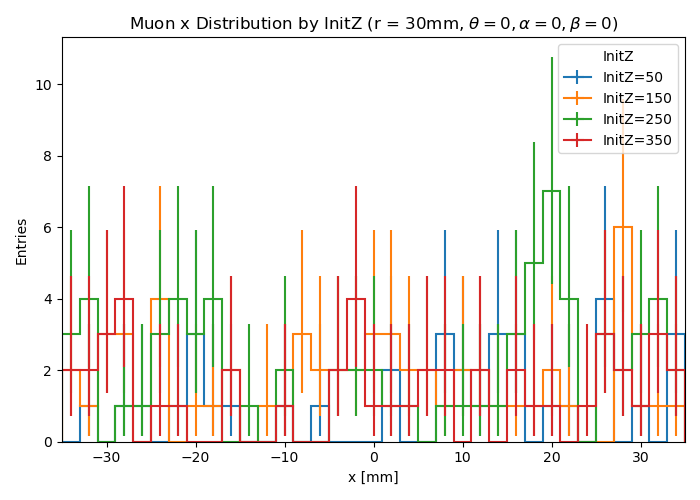 Muon x Distribution by InitZ (r = 30mm, θ = 0, α = 0, β = 0)
InitZ
InitZ=50
InitZ=150
InitZ=250
InitZ=350
Entries
10
8
6
4
2
0
−30 −20 −10 0 10 20 30
x [mm]